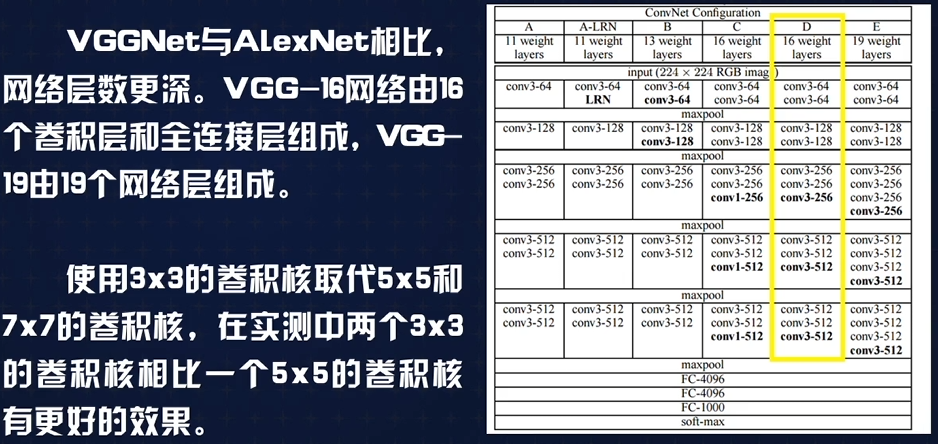 VGGNet与AlexNet相比，
网络层数更深。VGG-16网络由16
个卷积层和全连接层组成，VGG-
19由19个网络层组成。
使用3x3的卷积核取代5x5和
7x7的卷积核，在实测中两个3x3
的卷积核相比一个5x5的卷积核
有更好的效果。
ConvNet Configuration
A A-LRN B C D E
11 weight 11 weight 13 weight 16 weight 16 weight 19 weight
layers layers layers layers layers layers
input (224 × 224 RGB image)
conv3-64 conv3-64 conv3-64 conv3-64 conv3-64 conv3-64
LRN conv3-64 conv3-64 conv3-64 conv3-64
maxpool
conv3-128 conv3-128 conv3-128 conv3-128 conv3-128 conv3-128
conv3-128 conv3-128 conv3-128 conv3-128
maxpool
conv3-256 conv3-256 conv3-256 conv3-256 conv3-256 conv3-256
conv3-256 conv3-256 conv3-256 conv3-256 conv3-256 conv3-256
conv1-256 conv3-256 conv3-256
conv3-256
maxpool
conv3-512 conv3-512 conv3-512 conv3-512 conv3-512 conv3-512
conv3-512 conv3-512 conv3-512 conv3-512 conv3-512 conv3-512
conv1-512 conv3-512 conv3-512
conv3-512
maxpool
conv3-512 conv3-512 conv3-512 conv3-512 conv3-512 conv3-512
conv3-512 conv3-512 conv3-512 conv3-512 conv3-512 conv3-512
conv1-512 conv3-512 conv3-512
conv3-512
maxpool
FC-4096
FC-4096
FC-1000
soft-max